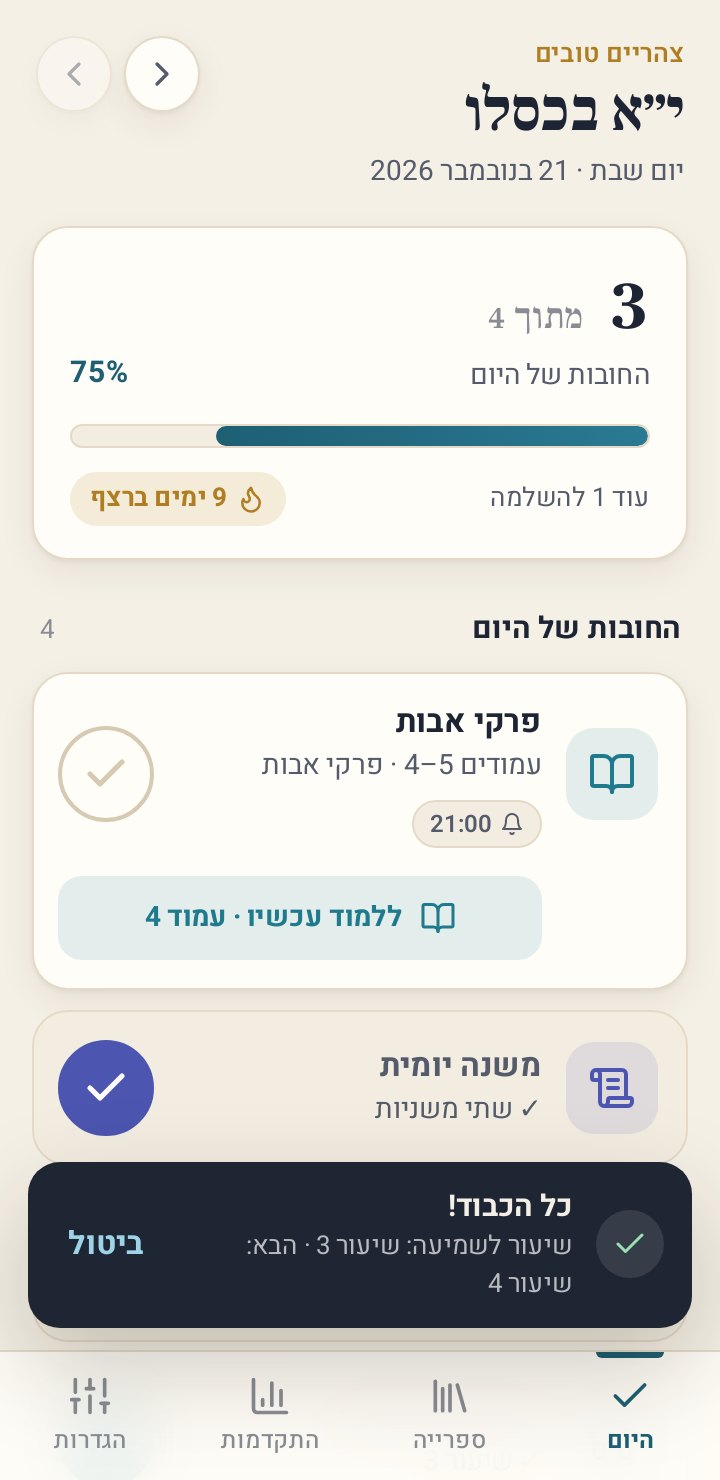 צהריים טובים
י״א בכסלו
יום שבת · 21 בנובמבר 2026
3 מתוך 4
החובות של היום
75%
עוד 1 להשלמה
9 ימים ברצף
החובות של היום
4
פרקי אבות
עמודים 4–5 · פרקי אבות
21:00
ללמוד עכשיו · עמוד 4
משנה יומית
✓ שתי משניות
כל הכבוד!
שיעור לשמיעה: שיעור 3 · הבא:
שיעור 4
ביטול
היום
ספרייה
התקדמות
הגדרות